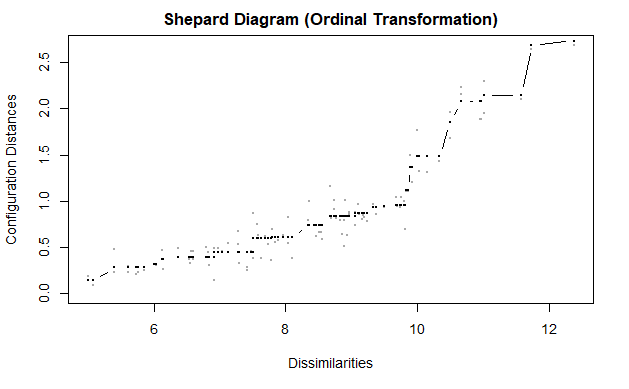 Shepard Diagram (Ordinal Transformation)
Configuration Distances
2.5
2.0
1.5
1.0
0.5
0.0
6 8 10 12
Dissimilarities